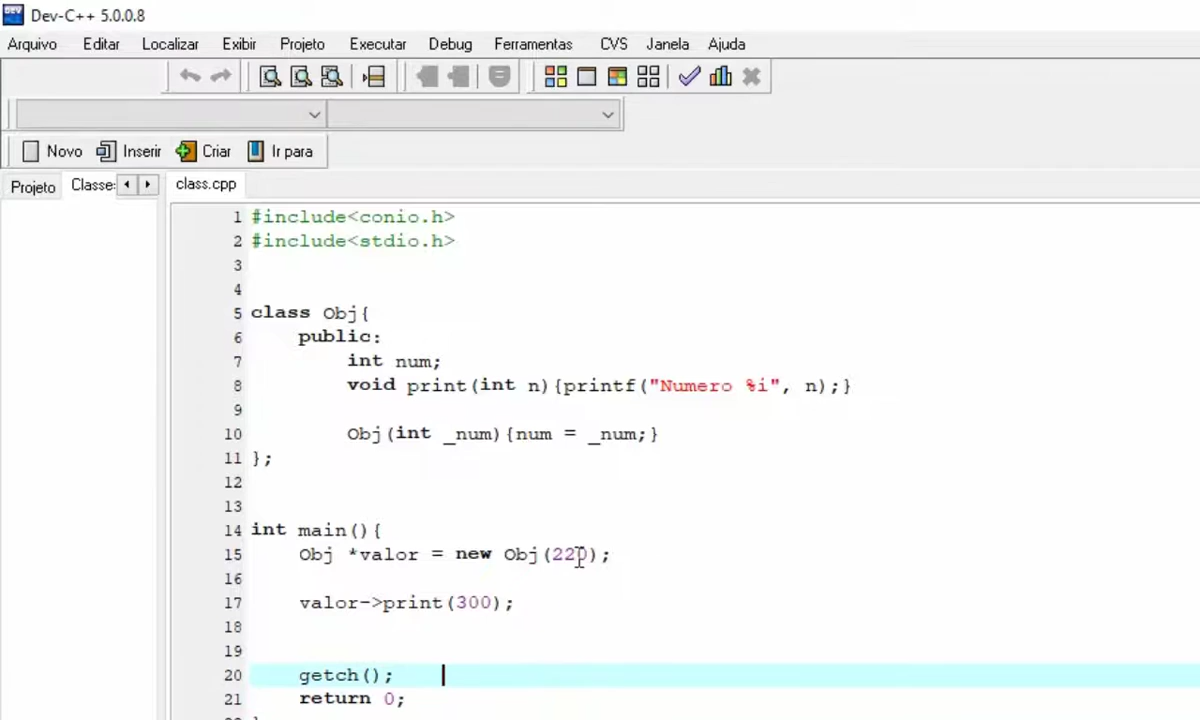 Dev-C++ 5.0.0.8
Arquivo Editar Localizar Exibir Projeto Executar Debug Ferramentas CVS Janela Ajuda
Novo Inserir Criar Ir para
Projeto Classe: class.cpp
1 #include<conio.h>
2 #include<stdio.h>
3
4
5 class Obj{
6 public:
7 int num;
8 void print(int n){printf("Numero %i", n);}
9
10 Obj(int _num){num = _num;}
11 };
12
13
14 int main(){
15 Obj *valor = new Obj(220);
16
17 valor->print(300);
18
19
20 getch();
21 return 0;